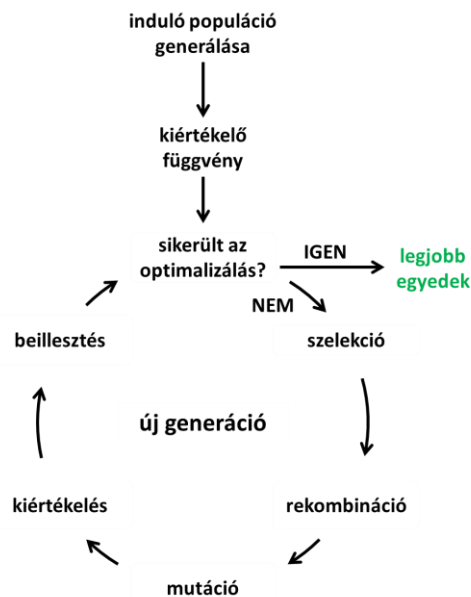 induló populáció
generálása
kiértékelő
függvény
sikerült az
optimalizálás?
IGEN
legjobb
egyedek
NEM
beillesztés
szelekció
új generáció
kiértékelés
rekombináció
mutáció